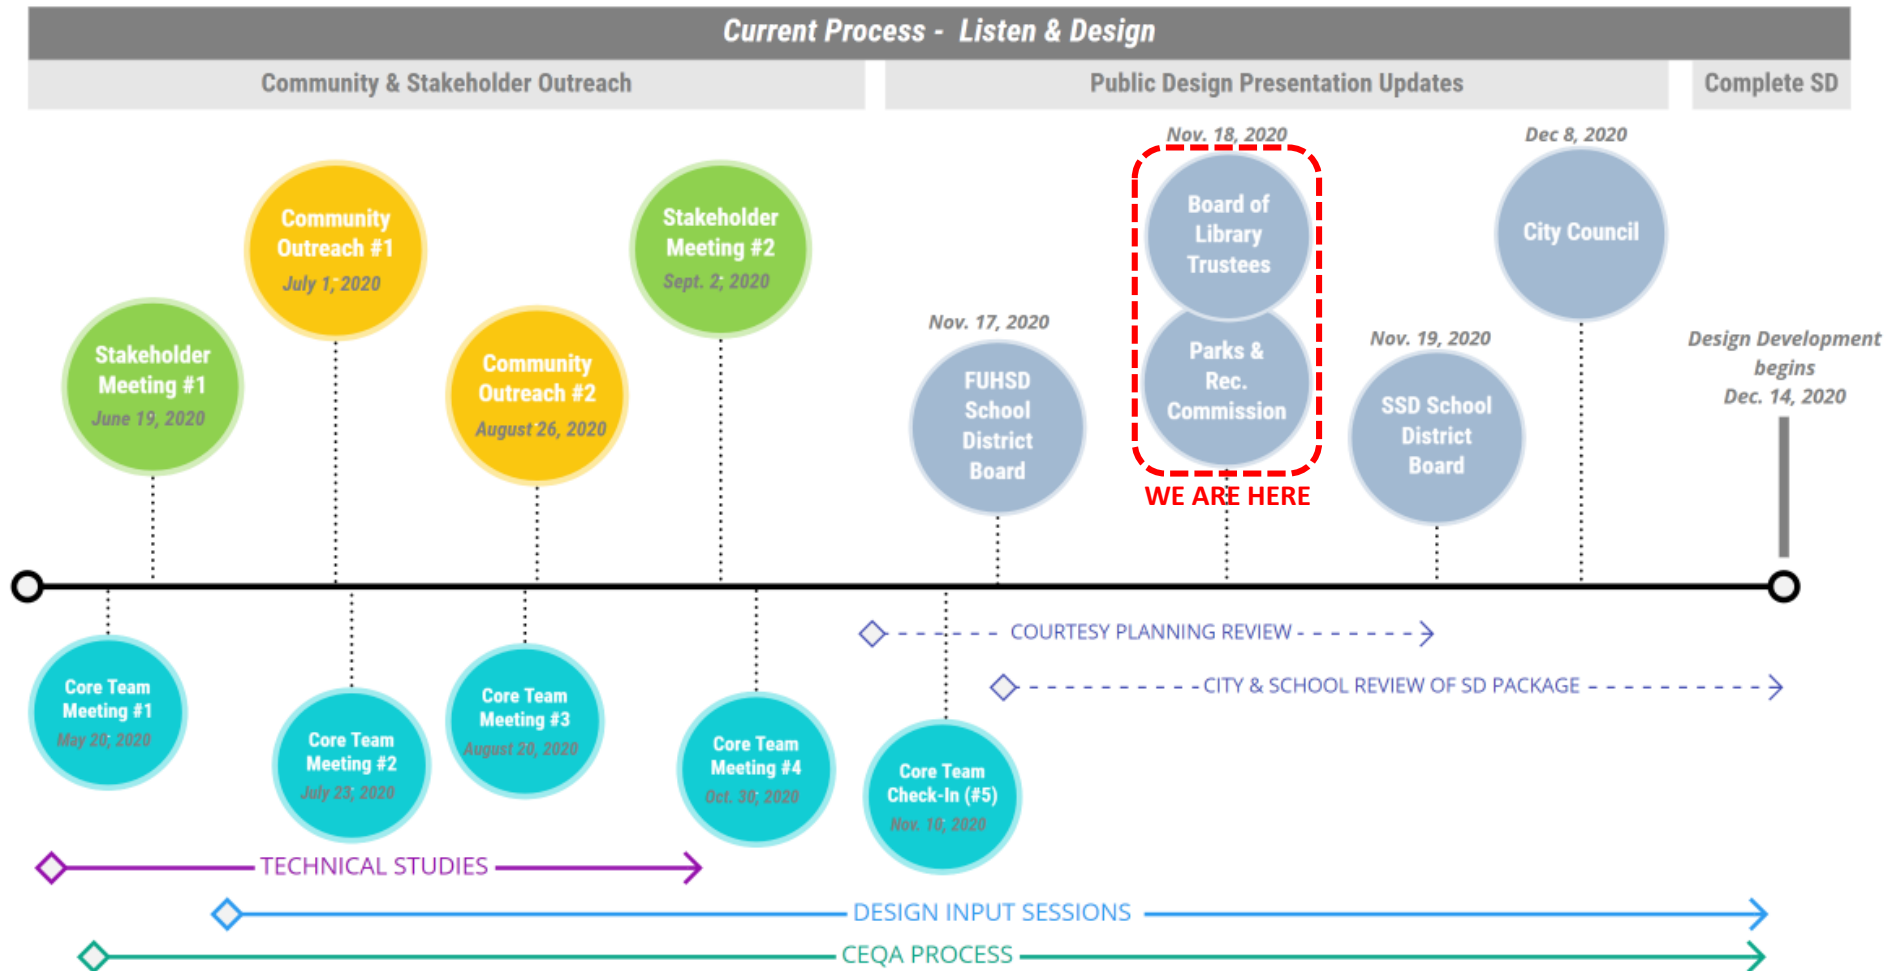 Current Process - Listen & Design
Community & Stakeholder Outreach
Public Design Presentation Updates
Complete SD
Stakeholder
Meeting #1
June 19, 2020
Community
Outreach #1
July 1, 2020
Community
Outreach #2
August 26, 2020
Stakeholder
Meeting #2
Sept. 2, 2020
Nov. 17, 2020
FUHSD
School
District
Board
Nov. 18, 2020
Board of
Library
Trustees
Parks &
Rec.
Commission
WE ARE HERE
Nov. 19, 2020
SSD School
District
Board
Dec 8, 2020
City Council
Design Development
begins
Dec. 14, 2020
Core Team
Meeting #1
May 20, 2020
Core Team
Meeting #2
July 23, 2020
Core Team
Meeting #3
August 20, 2020
Core Team
Meeting #4
Oct. 30, 2020
Core Team
Check-In (#5)
Nov. 10, 2020
COURTESY PLANNING REVIEW
CITY & SCHOOL REVIEW OF SD PACKAGE
TECHNICAL STUDIES
DESIGN INPUT SESSIONS
CEQA PROCESS